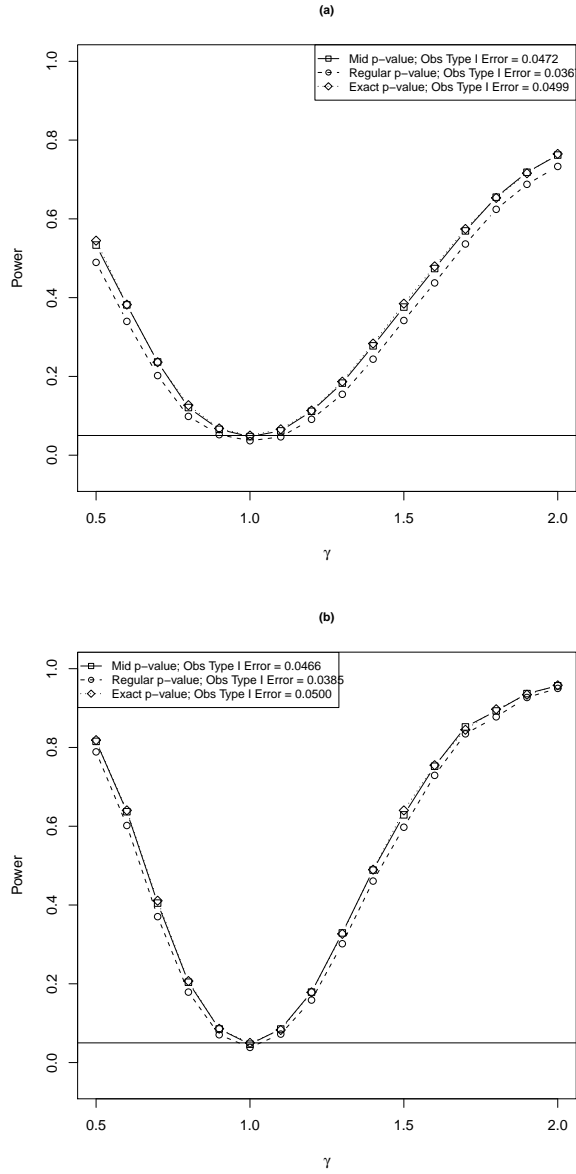 (a)
1.0
0.8
0.6
0.4
0.2
0.0
Power
Mid p−value; Obs Type I Error = 0.0472
Regular p−value; Obs Type I Error = 0.0367
Exact p−value; Obs Type I Error = 0.0499
0.5 1.0 1.5 2.0
γ
(b)
1.0
0.8
0.6
0.4
0.2
0.0
Power
Mid p−value; Obs Type I Error = 0.0466
Regular p−value; Obs Type I Error = 0.0385
Exact p−value; Obs Type I Error = 0.0500
0.5 1.0 1.5 2.0
γ